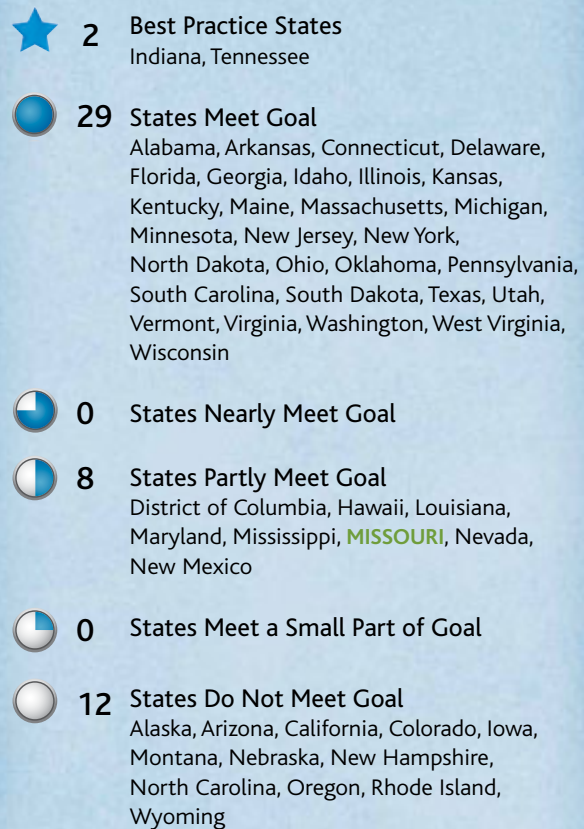 2 Best Practice States
Indiana, Tennessee
29 States Meet Goal
Alabama, Arkansas, Connecticut, Delaware,
Florida, Georgia, Idaho, Illinois, Kansas,
Kentucky, Maine, Massachusetts, Michigan,
Minnesota, New Jersey, New York,
North Dakota, Ohio, Oklahoma, Pennsylvania,
South Carolina, South Dakota, Texas, Utah,
Vermont, Virginia, Washington, West Virginia,
Wisconsin
0 States Nearly Meet Goal
8 States Partly Meet Goal
District of Columbia, Hawaii, Louisiana,
Maryland, Mississippi, MISSOURI, Nevada,
New Mexico
0 States Meet a Small Part of Goal
12 States Do Not Meet Goal
Alaska, Arizona, California, Colorado, Iowa,
Montana, Nebraska, New Hampshire,
North Carolina, Oregon, Rhode Island,
Wyoming